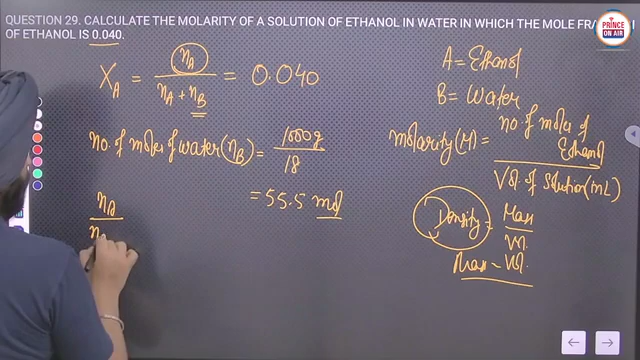 QUESTION 29. CALCULATE THE MOLARITY OF A SOLUTION OF ETHANOL IN WATER IN WHICH THE MOLE
OF ETHANOL IS 0.040.
PRINCE
ON AIR
X_A = n_A / (n_A + n_B) = 0.040
A = Ethanol
B = Water
no. of moles of water (n_B) = 1000g / 18
= 55.5 mol
molarity (M) = no of moles of Ethanol / Vol. of Solution (mL)
Density = Mass / Vol.
Mass = Vol.